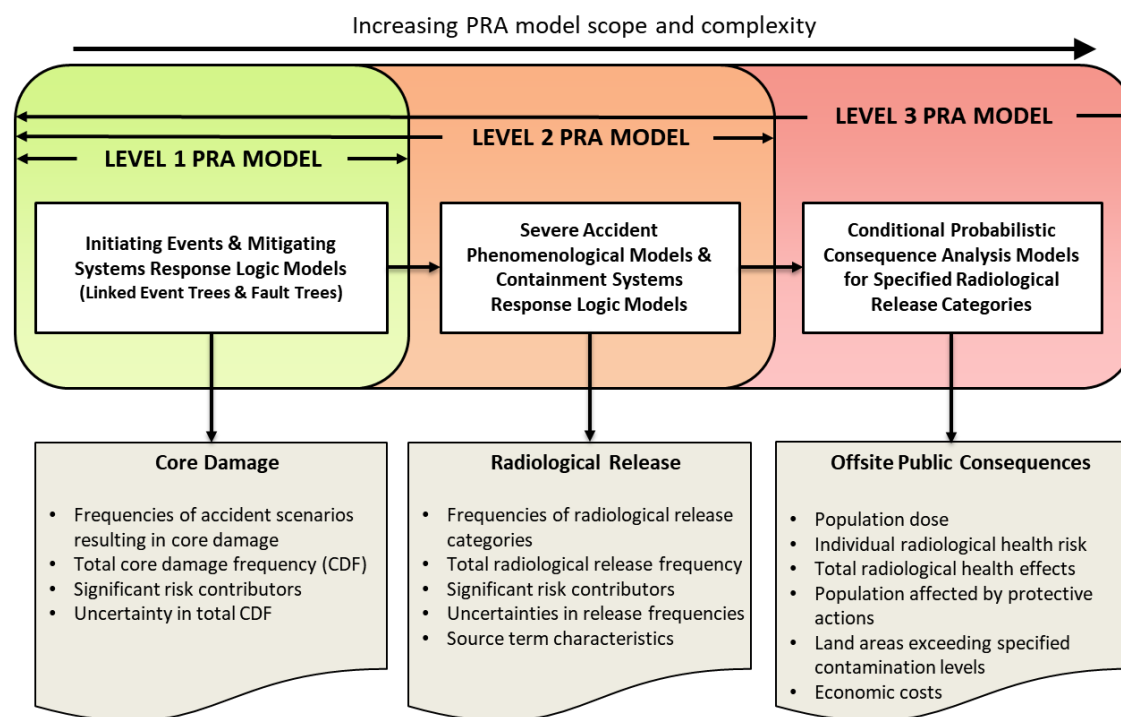 Increasing PRA model scope and complexity
LEVEL 3 PRA MODEL
LEVEL 2 PRA MODEL
LEVEL 1 PRA MODEL
Initiating Events & Mitigating
Systems Response Logic Models
(Linked Event Trees & Fault Trees)
Severe Accident
Phenomenological Models &
Containment Systems
Response Logic Models
Conditional Probabilistic
Consequence Analysis Models
for Specified Radiological
Release Categories
Core Damage
• Frequencies of accident scenarios
resulting in core damage
• Total core damage frequency (CDF)
• Significant risk contributors
• Uncertainty in total CDF
Radiological Release
• Frequencies of radiological release
categories
• Total radiological release frequency
• Significant risk contributors
• Uncertainties in release frequencies
• Source term characteristics
Offsite Public Consequences
• Population dose
• Individual radiological health risk
• Total radiological health effects
• Population affected by protective
actions
• Land areas exceeding specified
contamination levels
• Economic costs